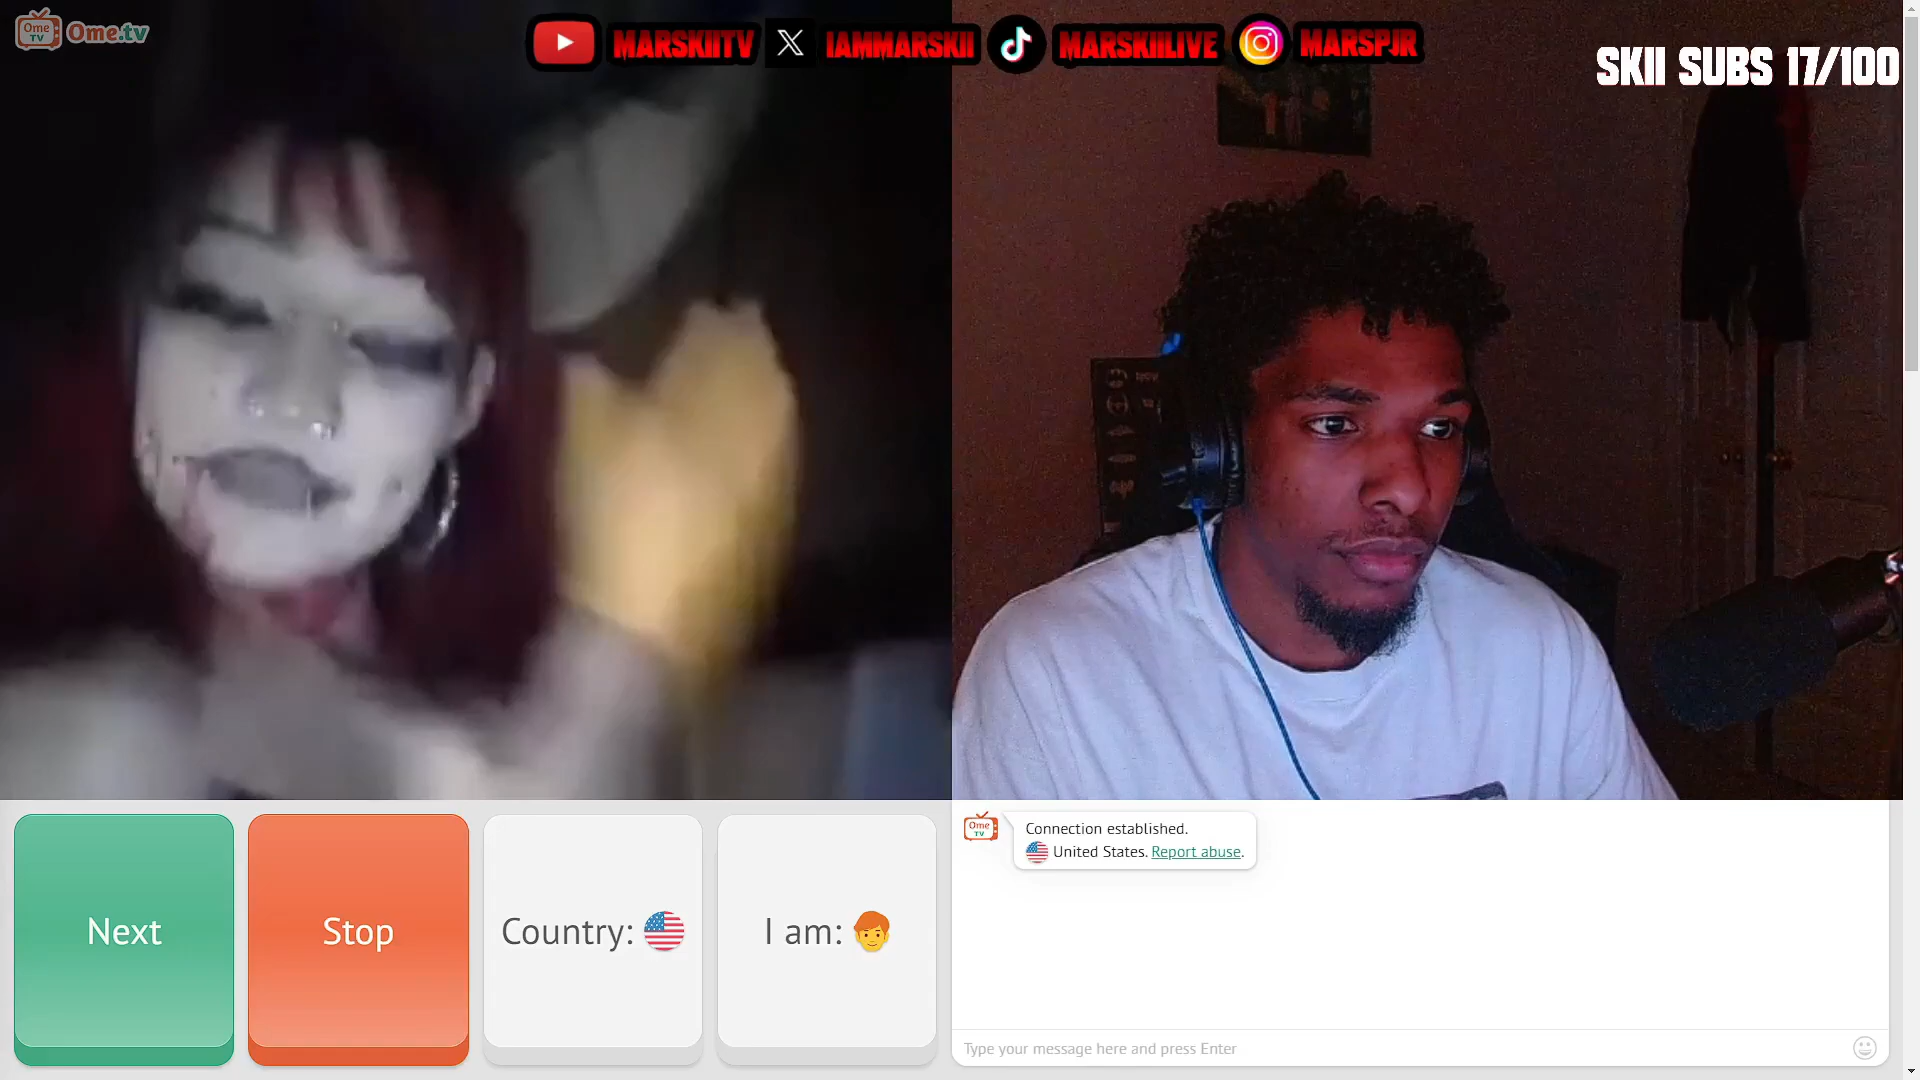 Ome TV Ome.tv
MARSKIITV IAMMARSKII MARSKIILIVE MARSPJR
SKII SUBS 17/100
Next
Stop
Country:
I am:
Ome TV
Connection established.
United States. Report abuse.
Type your message here and press Enter